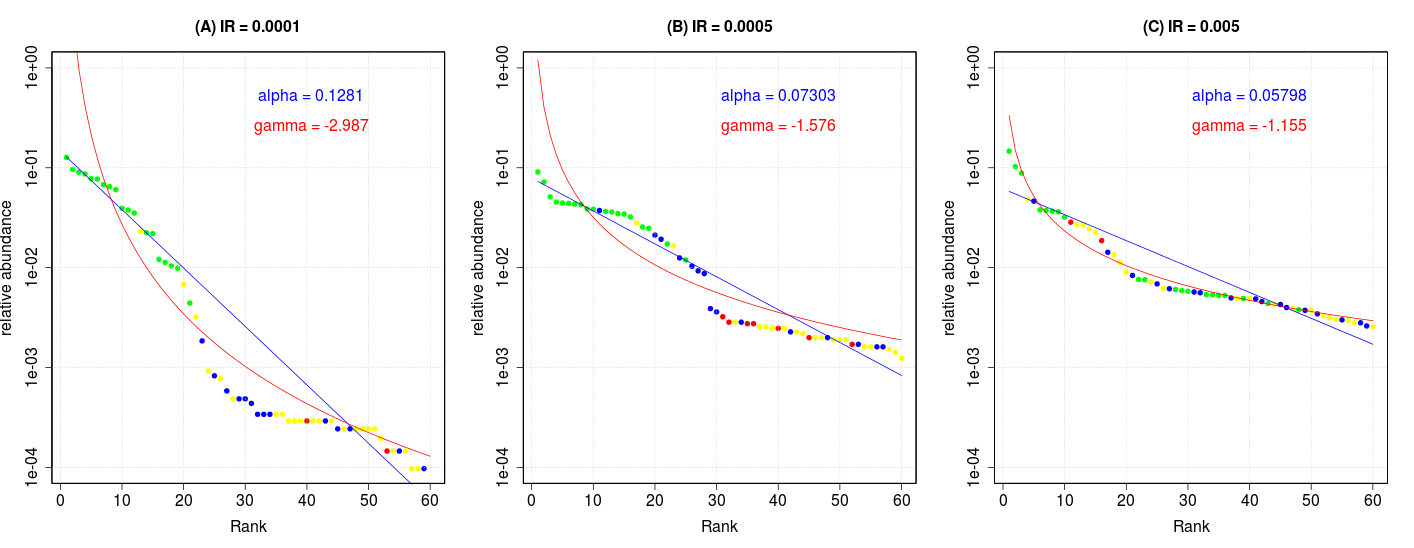 (A) IR = 0.0001
relative abundance
1e+00
1e-01
1e-02
1e-03
1e-04
alpha = 0.1281
gamma = -2.987
0 10 20 30 40 50 60
Rank
(B) IR = 0.0005
relative abundance
1e+00
1e-01
1e-02
1e-03
1e-04
alpha = 0.07303
gamma = -1.576
0 10 20 30 40 50 60
Rank
(C) IR = 0.005
relative abundance
1e+00
1e-01
1e-02
1e-03
1e-04
alpha = 0.05798
gamma = -1.155
0 10 20 30 40 50 60
Rank